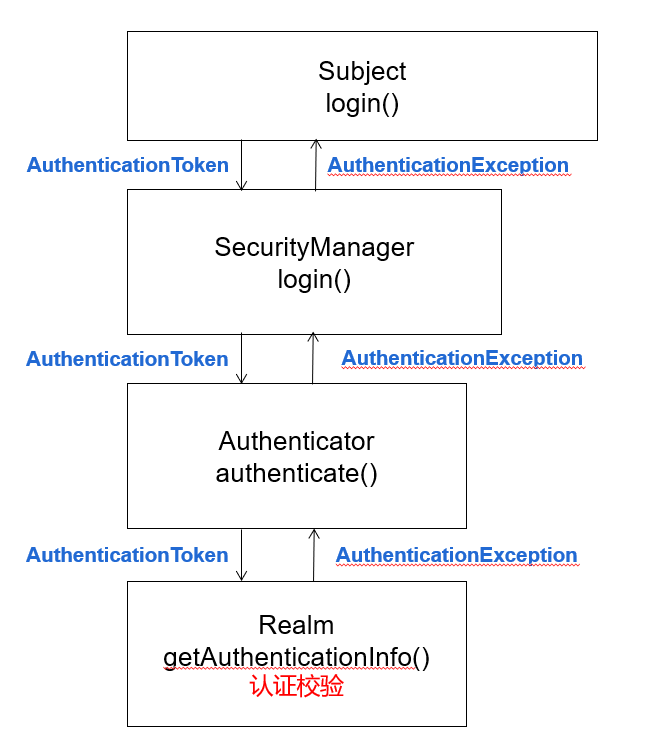 Subject
login()
AuthenticationToken AuthenticationException
SecurityManager
login()
AuthenticationToken AuthenticationException
Authenticator
authenticate()
AuthenticationToken AuthenticationException
Realm
getAuthenticationInfo()
认证校验